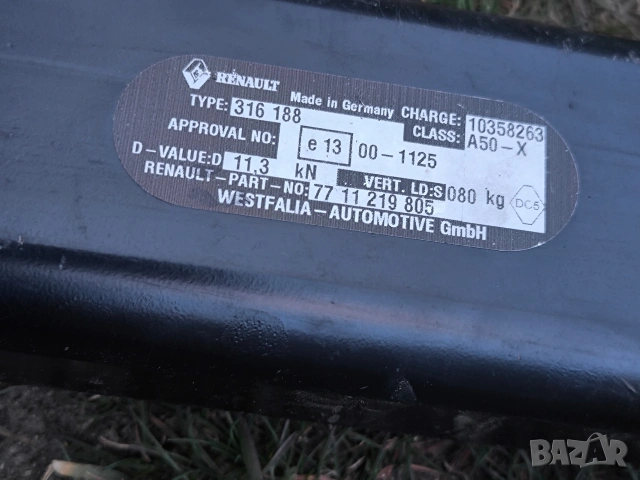 RENAULT
Made in Germany CHARGE: 10358263
TYPE: 316 188 CLASS: A50-X
APPROVAL NO: e 13 00-1125
D-VALUE:D 11,3 kN VERT. LD:S 080 kg DC5
RENAULT-PART-NO: 77 11 219 805
WESTFALIA-AUTOMOTIVE GmbH
BAZAR